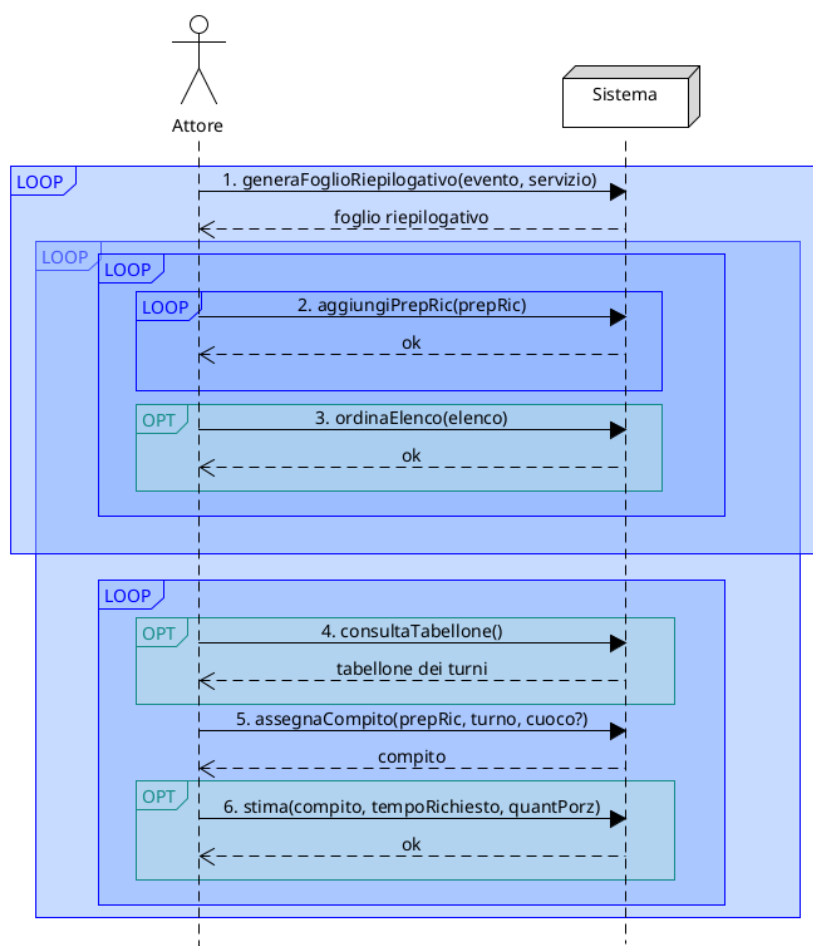 Attore
Sistema
LOOP
1. generaFoglioRiepilogativo(evento, servizio)
foglio riepilogativo
LOOP
LOOP
LOOP
2. aggiungiPrepRic(prepRic)
ok
OPT
3. ordinaElenco(elenco)
ok
LOOP
OPT
4. consultaTabellone()
tabellone dei turni
5. assegnaCompito(prepRic, turno, cuoco?)
compito
OPT
6. stima(compito, tempoRichiesto, quantPorz)
ok